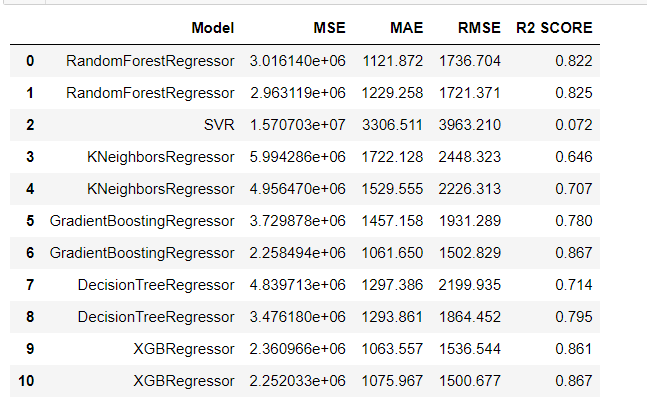 Model MSE MAE RMSE R2 SCORE
0 RandomForestRegressor 3.016140e+06 1121.872 1736.704 0.822
1 RandomForestRegressor 2.963119e+06 1229.258 1721.371 0.825
2 SVR 1.570703e+07 3306.511 3963.210 0.072
3 KNeighborsRegressor 5.994286e+06 1722.128 2448.323 0.646
4 KNeighborsRegressor 4.956470e+06 1529.555 2226.313 0.707
5 GradientBoostingRegressor 3.729878e+06 1457.158 1931.289 0.780
6 GradientBoostingRegressor 2.258494e+06 1061.650 1502.829 0.867
7 DecisionTreeRegressor 4.839713e+06 1297.386 2199.935 0.714
8 DecisionTreeRegressor 3.476180e+06 1293.861 1864.452 0.795
9 XGBRegressor 2.360966e+06 1063.557 1536.544 0.861
10 XGBRegressor 2.252033e+06 1075.967 1500.677 0.867